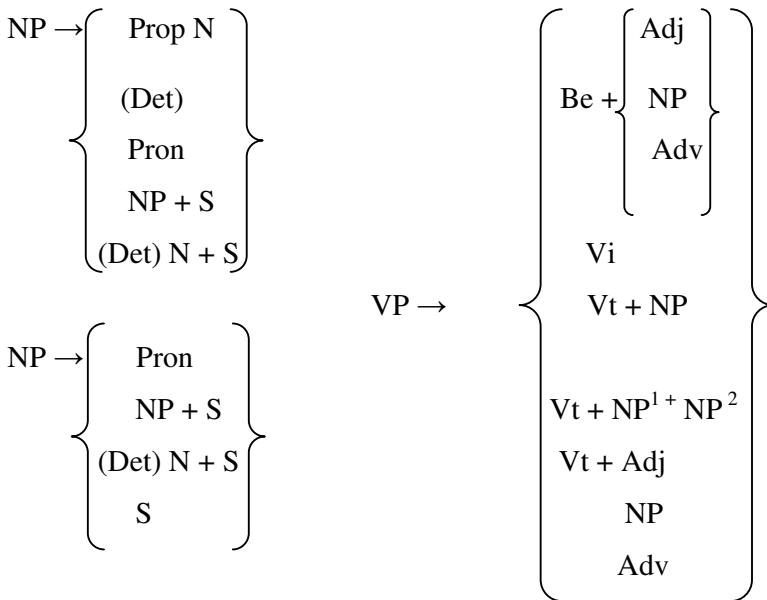 NP → Prop N
(Det)
Pron
NP + S
(Det) N + S
NP → Pron
NP + S
(Det) N + S
S
VP →
Adj
Be + NP
Adv
Vi
Vt + NP
Vt + NP¹⁺ NP²
Vt + Adj
NP
Adv